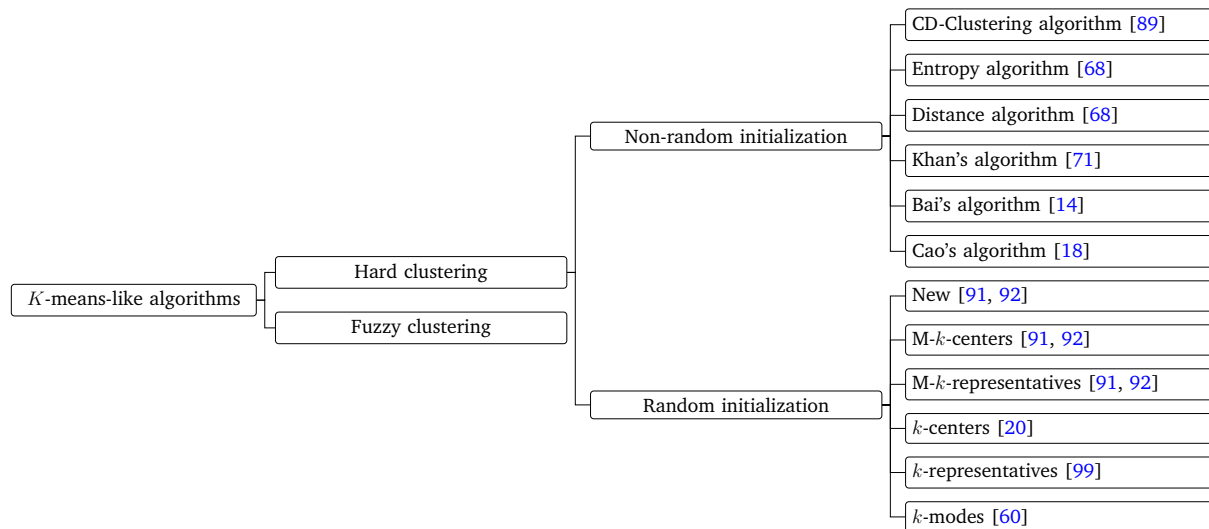 CD-Clustering algorithm [89]
Entropy algorithm [68]
Distance algorithm [68]
Non-random initialization
Khan's algorithm [71]
Bai's algorithm [14]
Cao's algorithm [18]
Hard clustering
K-means-like algorithms
Fuzzy clustering
New [91, 92]
M-k-centers [91, 92]
M-k-representatives [91, 92]
Random initialization
k-centers [20]
k-representatives [99]
k-modes [60]